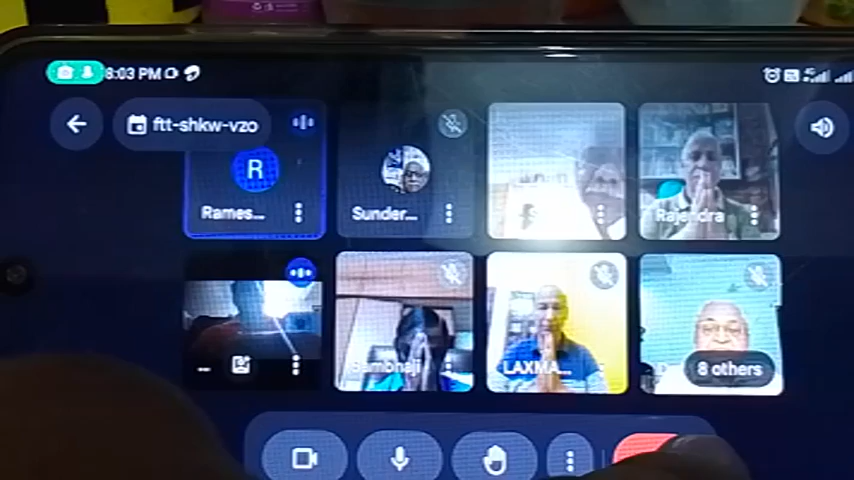 8:03 PM
ftt-shkw-vzo
R
Rames...
Sunder...
Rajendra
Sambhaji
LAXMA...
8 others